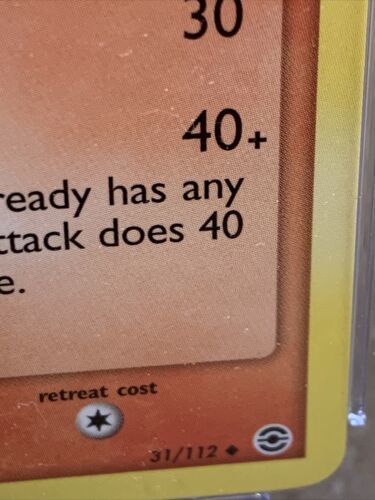 30
40+
ready has any
ttack does 40
e.
retreat cost
31/112